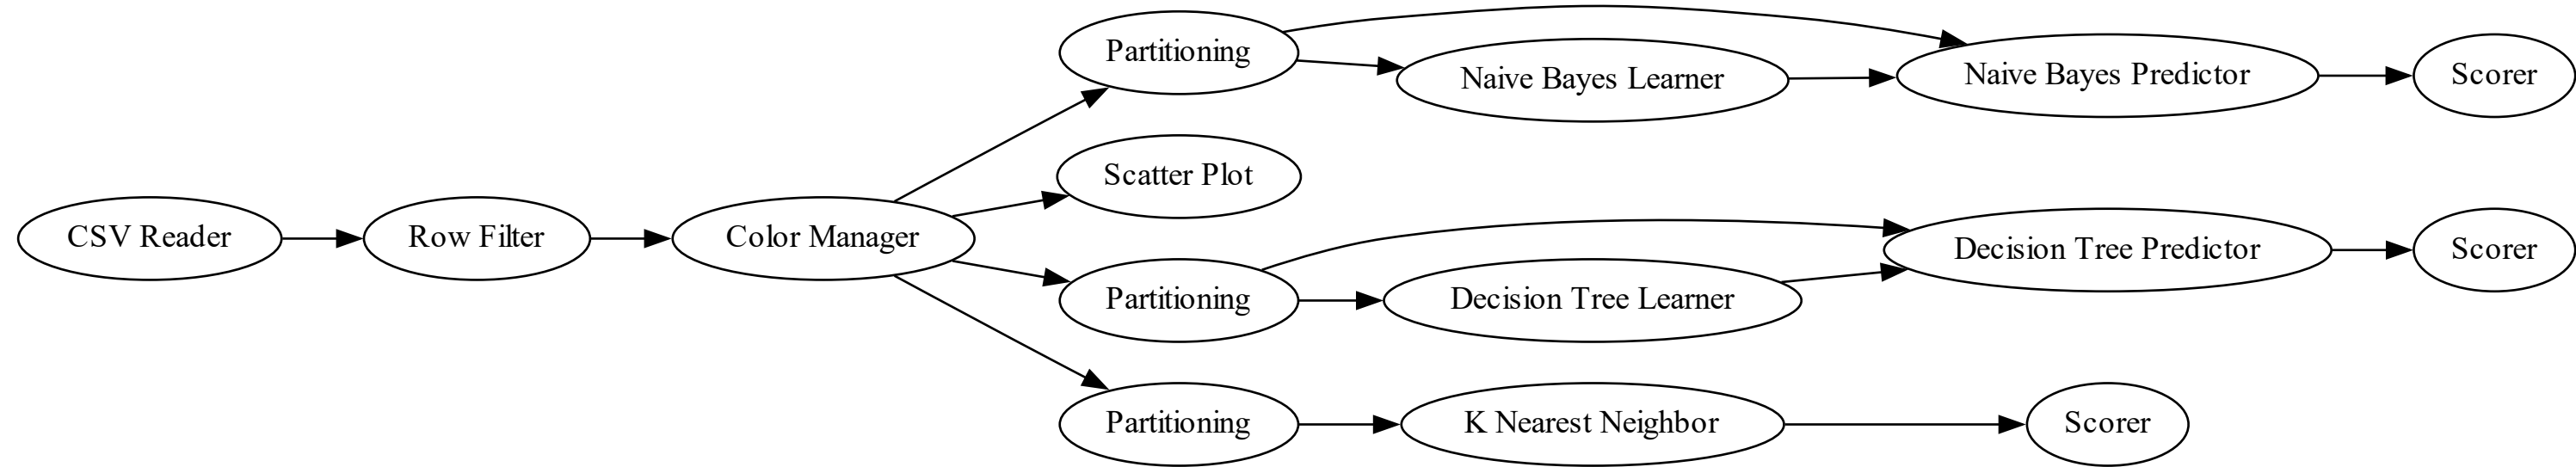 CSV Reader
Row Filter
Color Manager
Partitioning
Naive Bayes Learner
Naive Bayes Predictor
Scorer
Scatter Plot
Partitioning
Decision Tree Learner
Decision Tree Predictor
Scorer
Partitioning
K Nearest Neighbor
Scorer